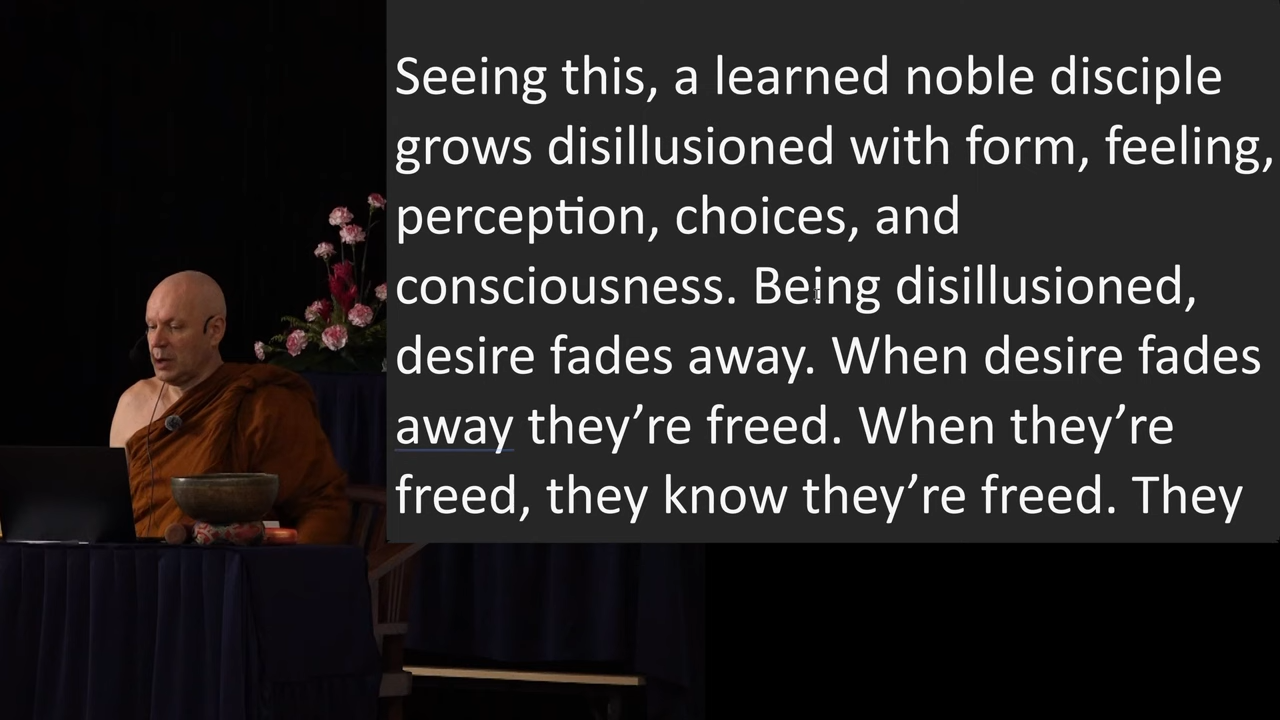 Seeing this, a learned noble disciple
grows disillusioned with form, feeling,
perception, choices, and
consciousness. Being disillusioned,
desire fades away. When desire fades
away they’re freed. When they’re
freed, they know they’re freed. They